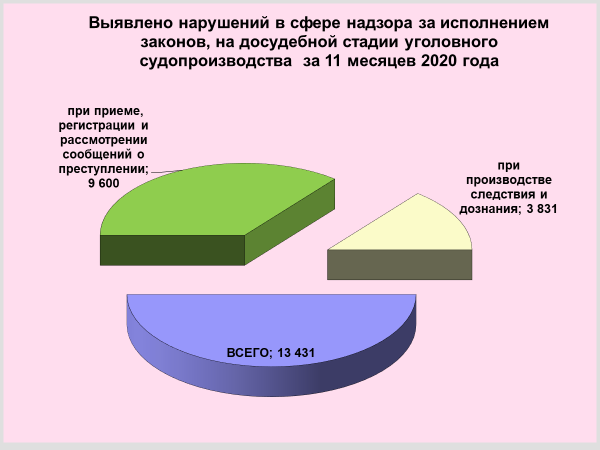 Выявлено нарушений в сфере надзора за исполнением
законов, на досудебной стадии уголовного
судопроизводства за 11 месяцев 2020 года
при приеме,
регистрации и
рассмотрении
сообщений о
преступлении;
9 600
при
производстве
следствия и
дознания; 3 831
ВСЕГО; 13 431